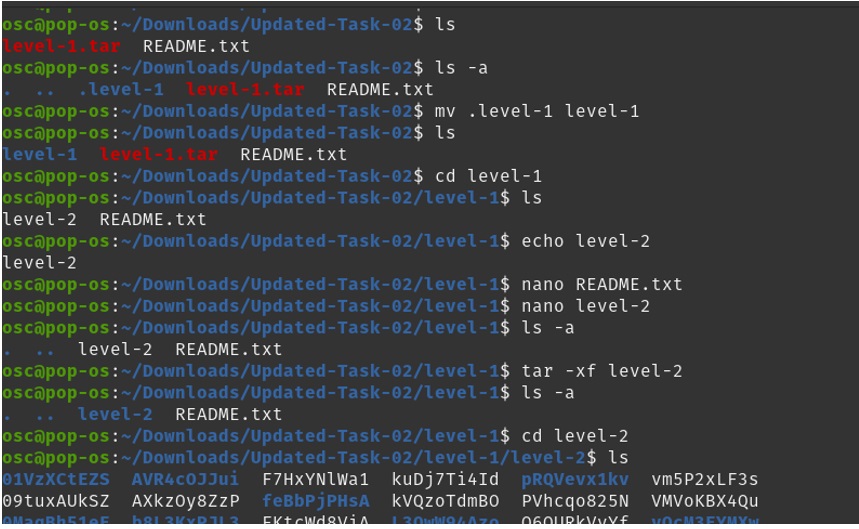 osc@pop-os:~/Downloads/Updated-Task-02$ ls
level-1.tar README.txt
osc@pop-os:~/Downloads/Updated-Task-02$ ls -a
. .. .level-1 level-1.tar README.txt
osc@pop-os:~/Downloads/Updated-Task-02$ mv .level-1 level-1
osc@pop-os:~/Downloads/Updated-Task-02$ ls
level-1 level-1.tar README.txt
osc@pop-os:~/Downloads/Updated-Task-02$ cd level-1
osc@pop-os:~/Downloads/Updated-Task-02/level-1$ ls
level-2 README.txt
osc@pop-os:~/Downloads/Updated-Task-02/level-1$ echo level-2
level-2
osc@pop-os:~/Downloads/Updated-Task-02/level-1$ nano README.txt
osc@pop-os:~/Downloads/Updated-Task-02/level-1$ nano level-2
osc@pop-os:~/Downloads/Updated-Task-02/level-1$ ls -a
. .. level-2 README.txt
osc@pop-os:~/Downloads/Updated-Task-02/level-1$ tar -xf level-2
osc@pop-os:~/Downloads/Updated-Task-02/level-1$ ls -a
. .. level-2 README.txt
osc@pop-os:~/Downloads/Updated-Task-02/level-1$ cd level-2
osc@pop-os:~/Downloads/Updated-Task-02/level-1/level-2$ ls
01VzXCtEZS AVR4cOJJui F7HxYNlWa1 kuDj7Ti4Id pRQVevx1kv vm5P2xLF3s
09tuxAUkSZ AXkzOy8ZzP feBbPjPHsA kVQzoTdmBO PVhcqo825N VMVoKBX4Qu